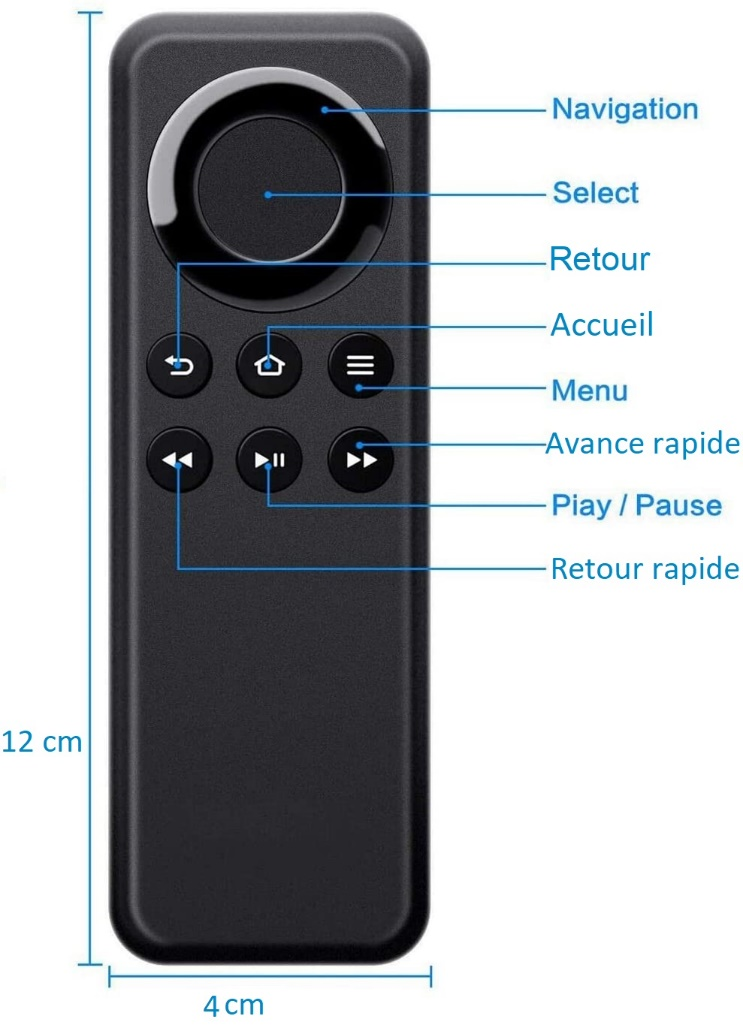 Navigation
Select
Retour
Accueil
Menu
Avance rapide
Piay / Pause
Retour rapide
12 cm
4 cm